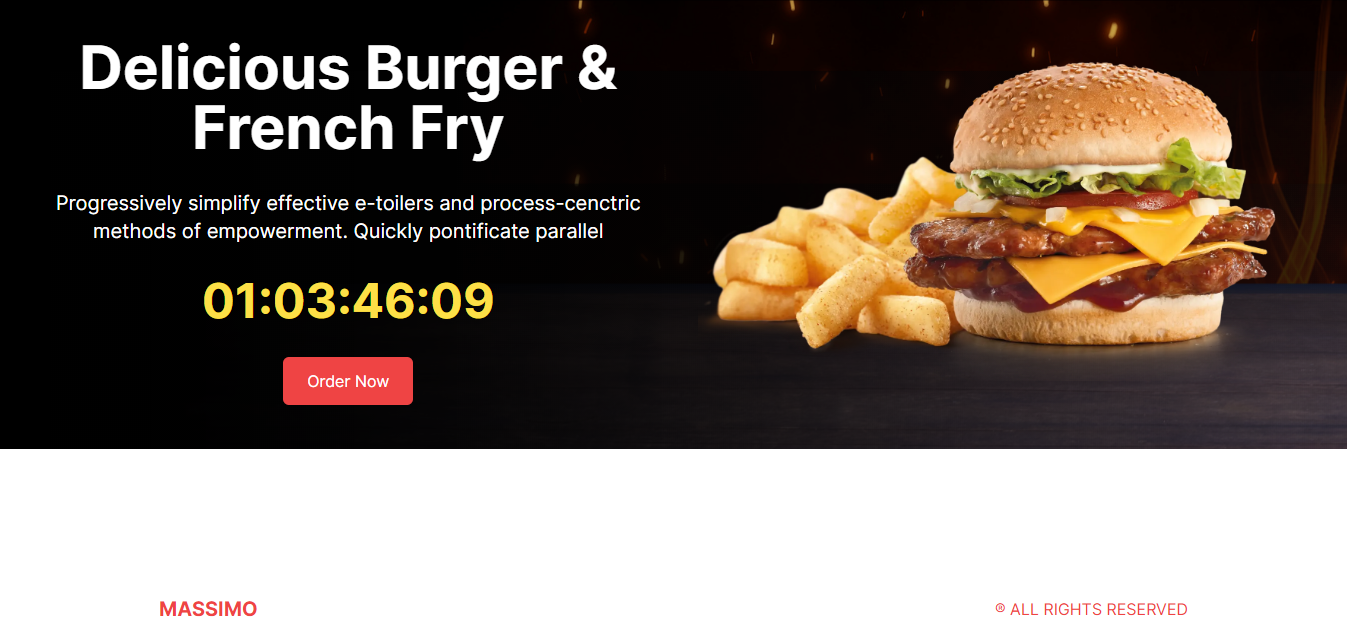 Delicious Burger &
French Fry
Progressively simplify effective e-toilers and process-cenctric
methods of empowerment. Quickly pontificate parallel
01:03:46:09
Order Now
MASSIMO
® ALL RIGHTS RESERVED